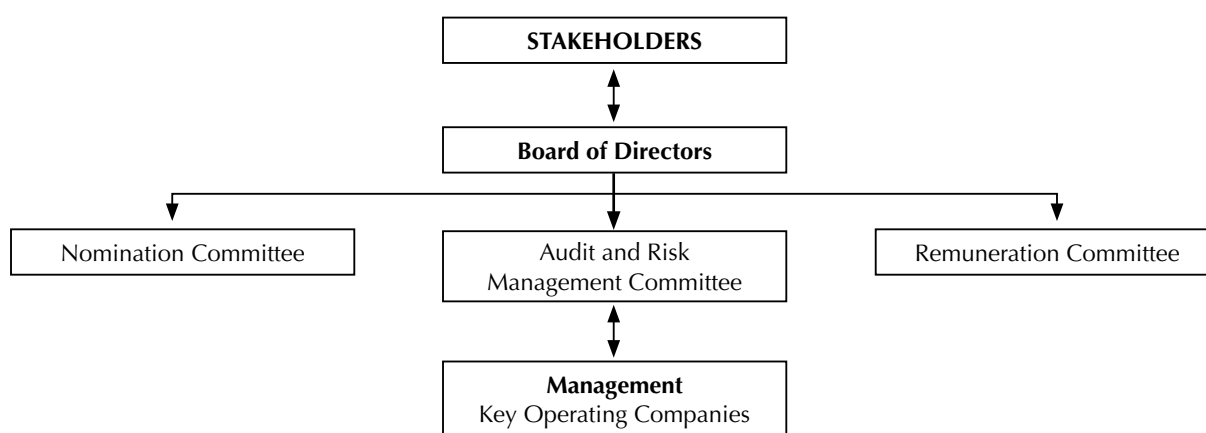 STAKEHOLDERS
Board of Directors
Nomination Committee
Audit and Risk
Management Committee
Remuneration Committee
Management
Key Operating Companies